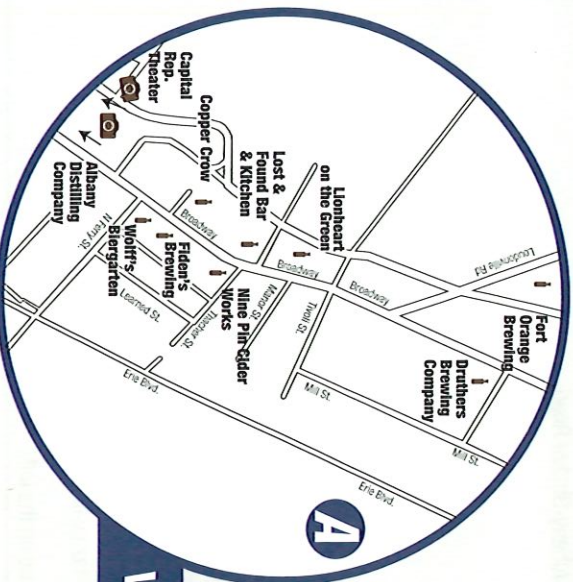 Fort
Orange
Brewing
Loudonville Rd
Druthers
Brewing
Company
Mill St.
Mill St.
Erie Blvd.
A
Lionheart
on the Green
Broadway
Tivoli St.
Broadway
Manor St.
Lost &
Found Bar
& Kitchen
Nine Pin Cider
Works
Thacher St.
Erie Blvd.
Copper Crow
Broadway
Fiden's
Brewing
Learned St.
Wolff's
Biergarten
Capital
Rep.
Theater
N Ferry St.
Albany
Distilling
Company